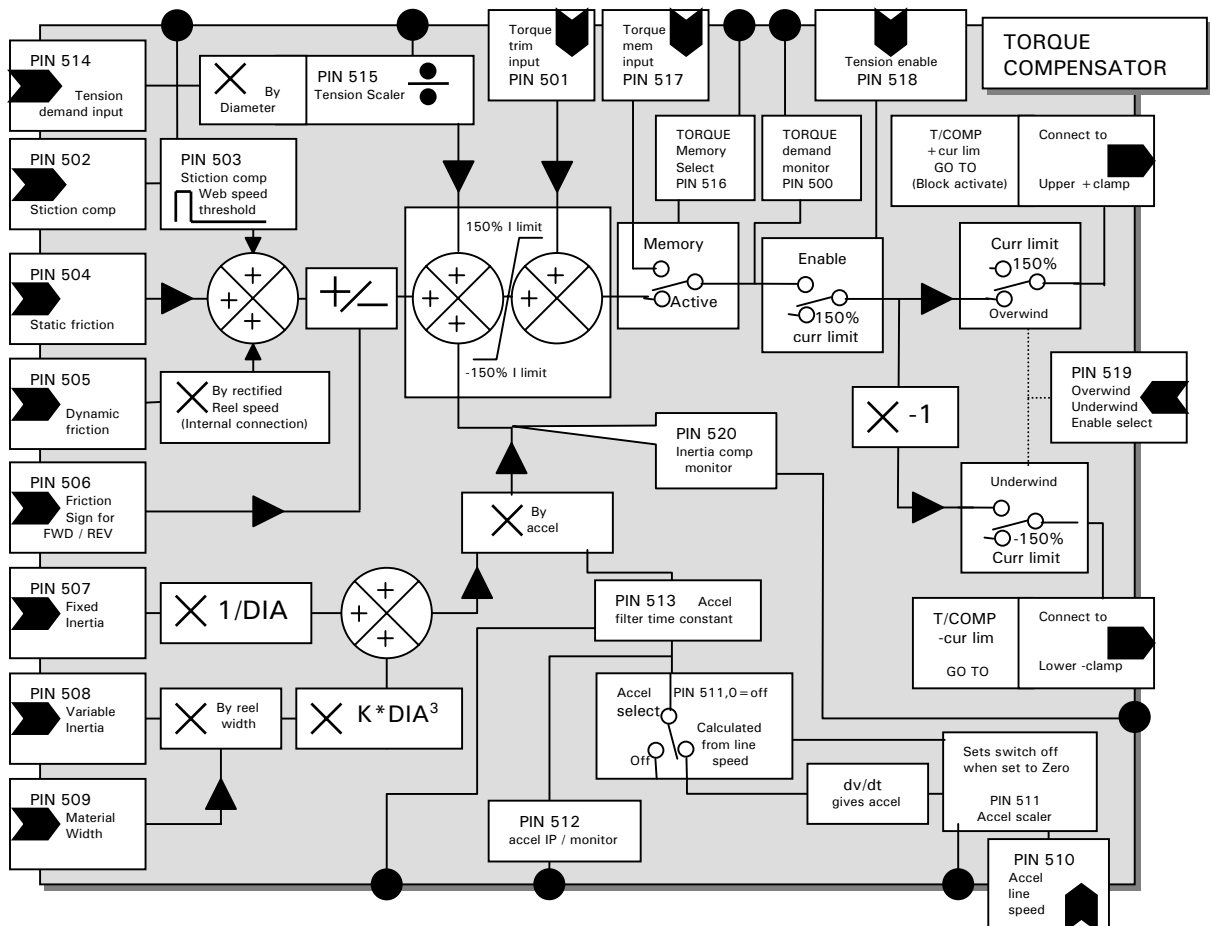 TORQUE
COMPENSATOR
PIN 514
Tension
demand input
By
Diameter
PIN 515
Tension Scaler
Torque
trim
input
PIN 501
Torque
mem
input
PIN 517
Tension enable
PIN 518
PIN 502
Stiction comp
PIN 503
Stiction comp
Web speed
threshold
TORQUE
Memory
Select
PIN 516
TORQUE
demand
monitor
PIN 500
T/COMP
+cur lim
GO TO
(Block activate)
Connect to
Upper +clamp
PIN 504
Static friction
+
+
+
+/-
150% I limit
+
+
+
-150% I limit
Memory
Active
Enable
150%
curr limit
Curr limit
150%
Overwind
PIN 505
Dynamic
friction
By rectified
Reel speed
(Internal connection)
PIN 519
Overwind
Underwind
Enable select
-1
PIN 520
Inertia comp
monitor
PIN 506
Friction
Sign for
FWD / REV
By
accel
Underwind
-150%
Curr limit
PIN 507
Fixed
Inertia
1/DIA
+
+
+
PIN 513 Accel
filter time constant
T/COMP
-cur lim
GO TO
Connect to
Lower -clamp
PIN 508
Variable
Inertia
By reel
width
K*DIA³
Accel
select
PIN 511,0=off
Calculated
from line
speed
Off
Sets switch off
when set to Zero
PIN 511
Accel scaler
dv/dt
gives accel
PIN 509
Material
Width
PIN 512
accel IP / monitor
PIN 510
Accel
line
speed